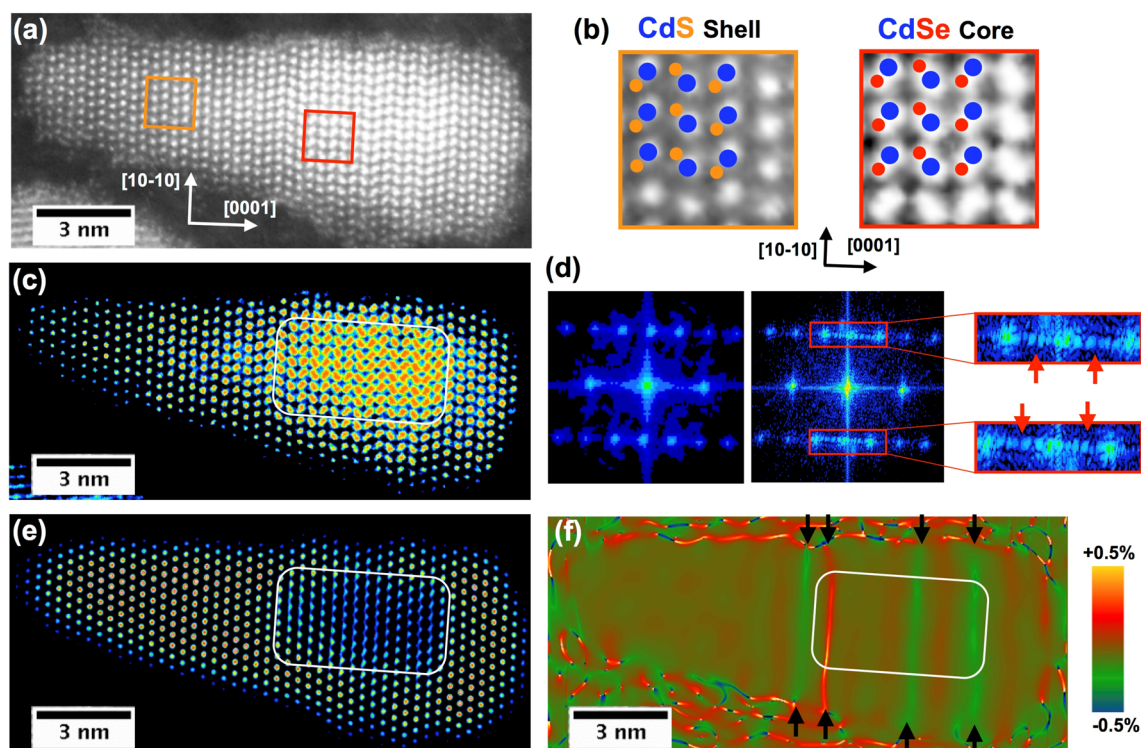 (a)
[10-10]
[0001]
3 nm
(b)
CdS Shell
CdSe Core
[10-10]
[0001]
(c)
3 nm
(d)
(e)
3 nm
(f)
3 nm
+0.5%
-0.5%